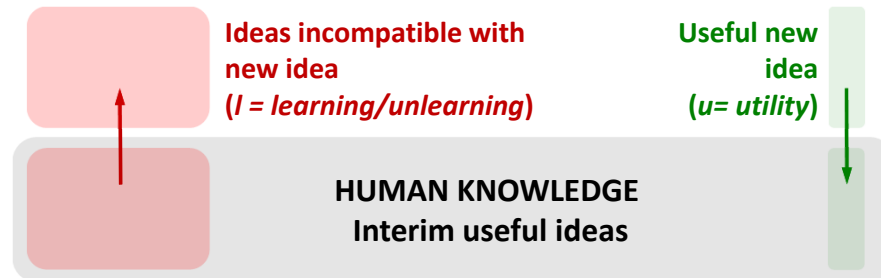 Ideas incompatible with
new idea
(l = learning/unlearning)
Useful new
idea
(u= utility)
HUMAN KNOWLEDGE
Interim useful ideas